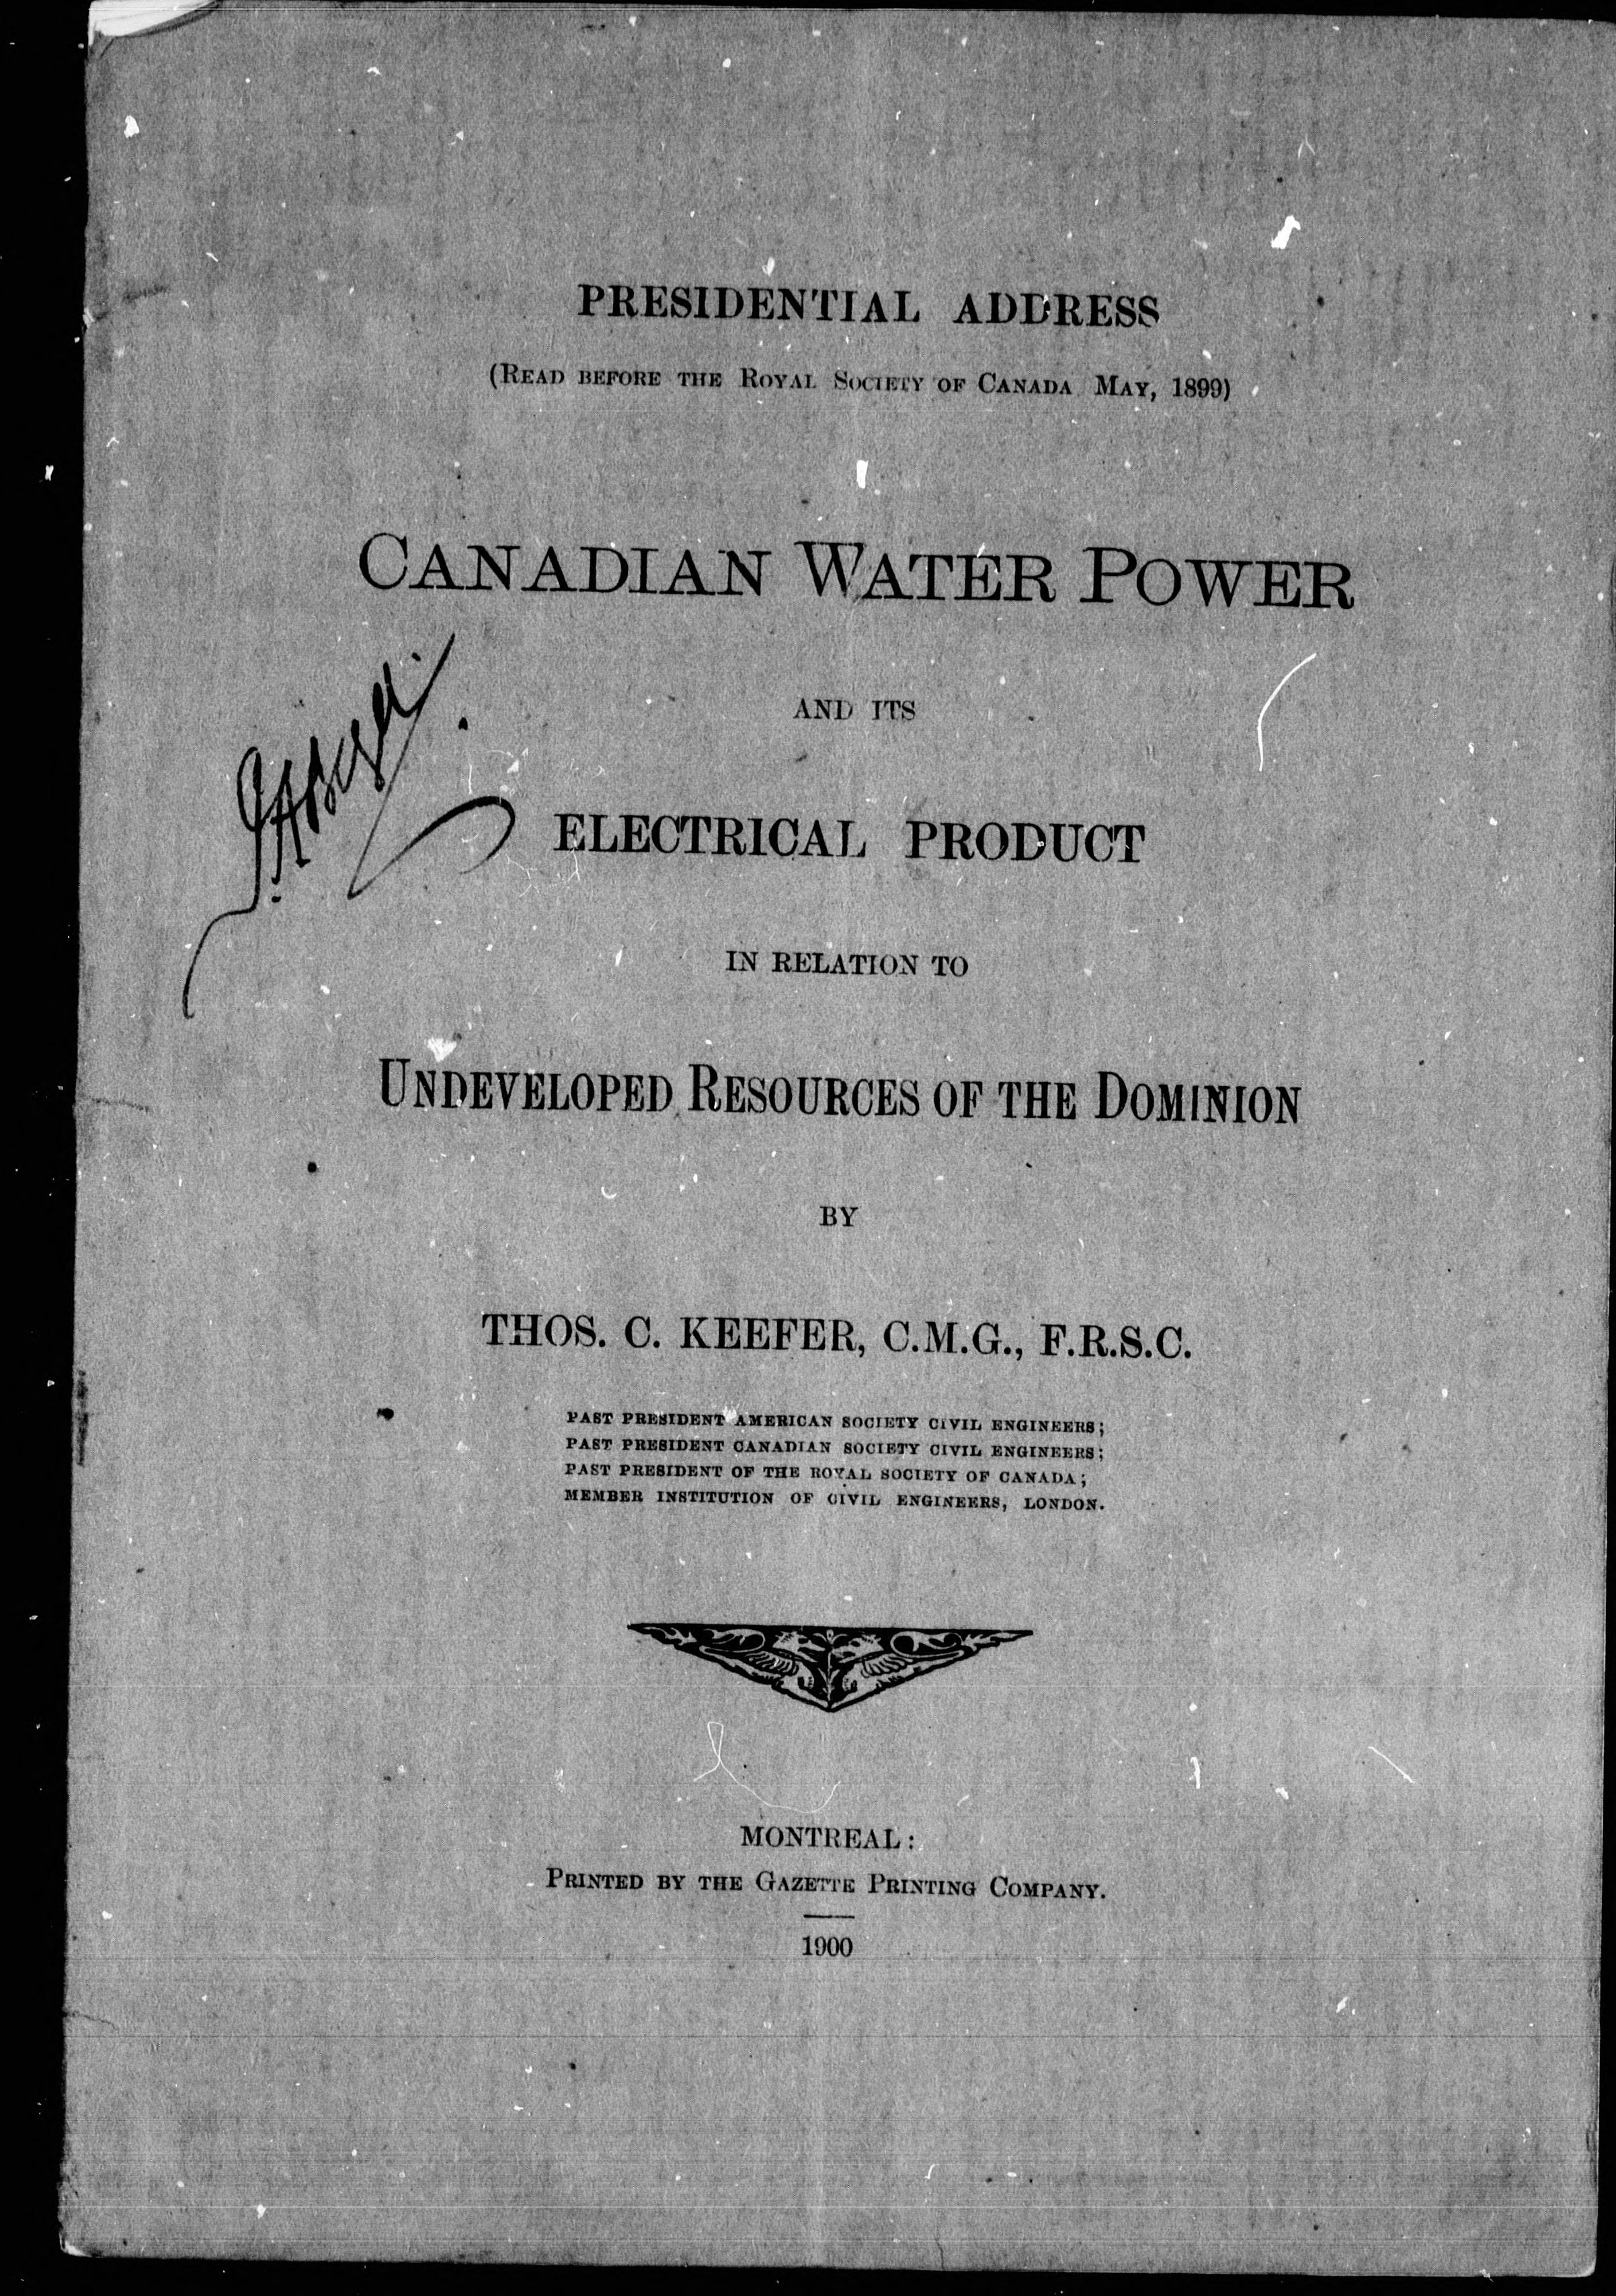 PRESIDENTIAL ADDRESS
(READ BEFORE THE ROYAL SOCIETY OF CANADA MAY, 1899)
CANADIAN WATER POWER
AND ITS
ELECTRICAL PRODUCT
IN RELATION TO
UNDEVELOPED RESOURCES OF THE DOMINION
BY
THOS. C. KEEFER, C.M.G., F.R.S.C.
PAST PRESIDENT AMERICAN SOCIETY CIVIL ENGINEERS;
PAST PRESIDENT CANADIAN SOCIETY CIVIL ENGINEERS;
PAST PRESIDENT OF THE ROYAL SOCIETY OF CANADA;
MEMBER INSTITUTION OF CIVIL ENGINEERS, LONDON.
MONTREAL:
PRINTED BY THE GAZETTE PRINTING COMPANY.
1900